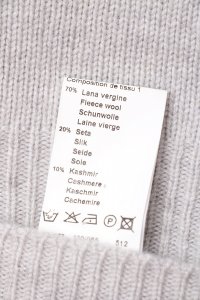 Composition de tissu 1
70% Lana vergine
Fleece wool
Schurwolle
Laine vierge
20% Seta
Silk
Seide
Soie
10% Kashmir
Cashmere
Kaschmir
Cachemire
512